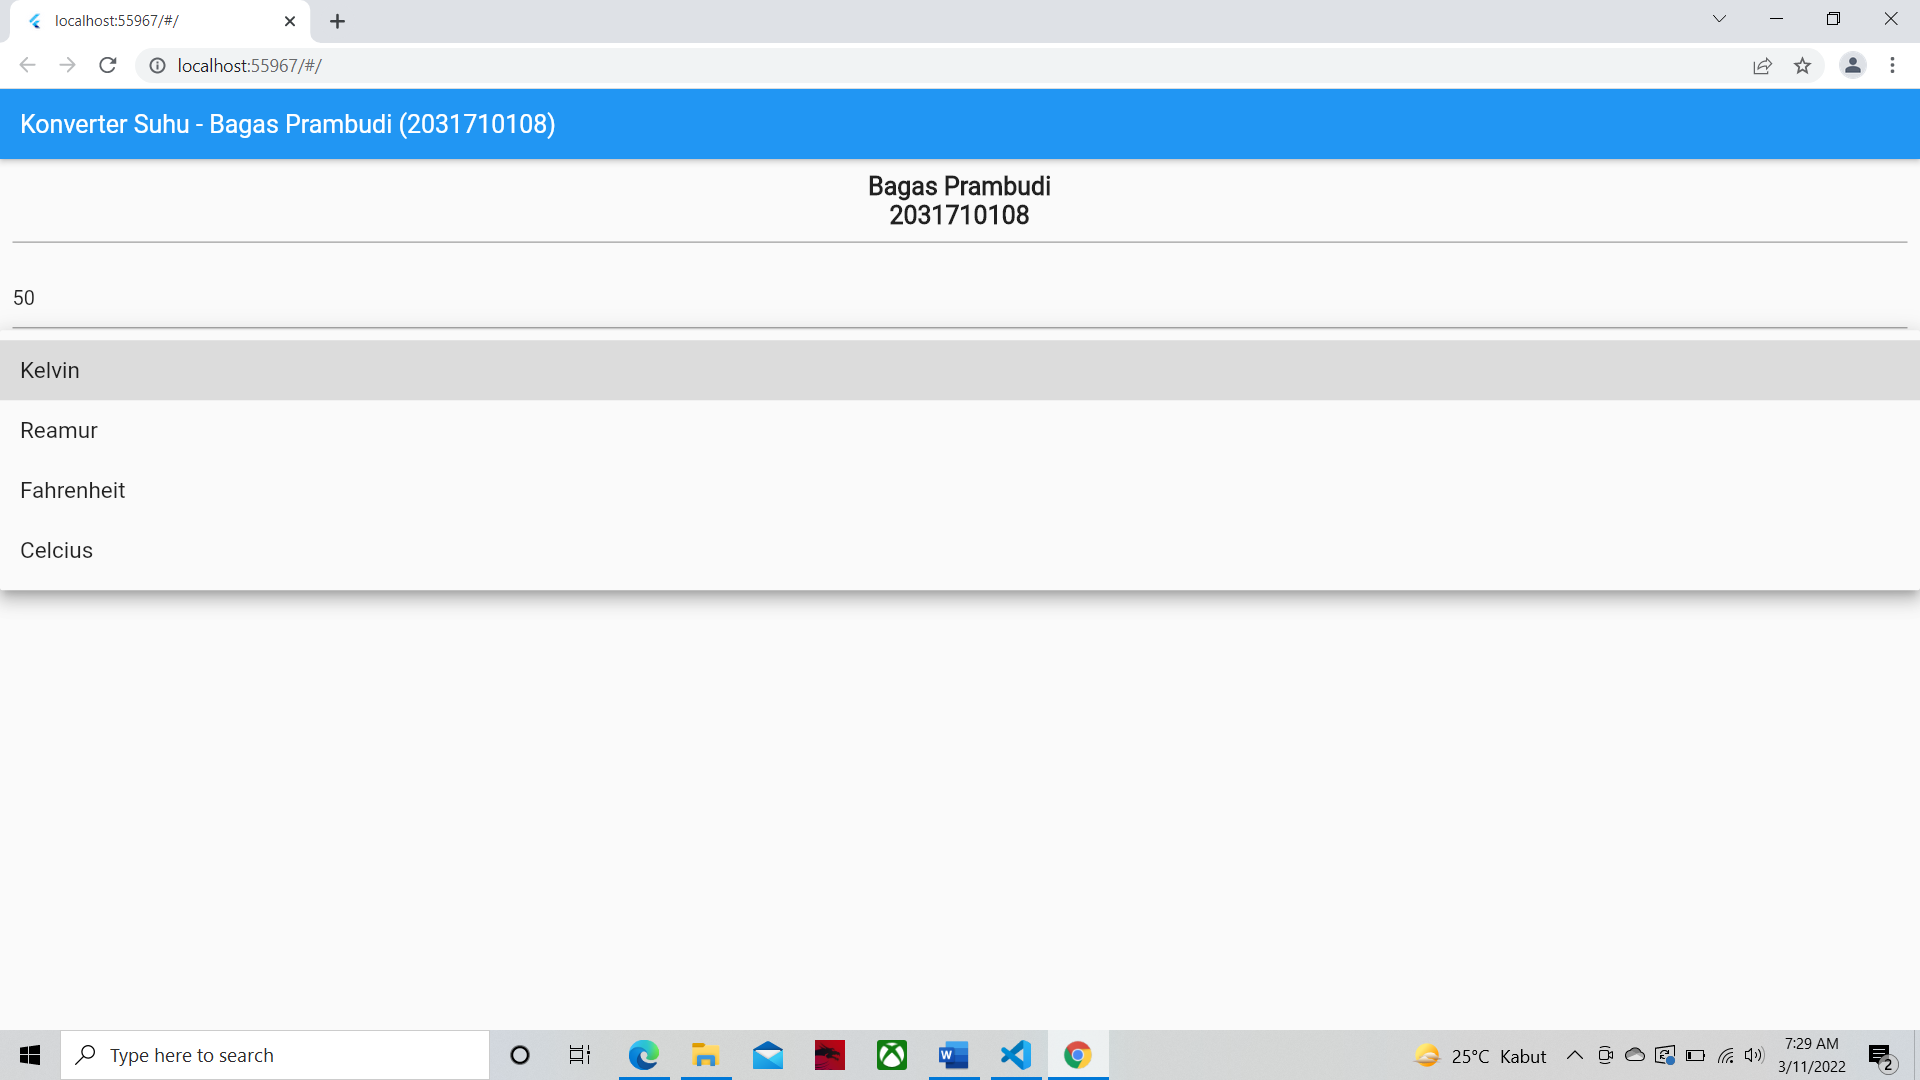 localhost:55967/#/
localhost:55967/#/
Konverter Suhu - Bagas Prambudi (2031710108)
Bagas Prambudi
2031710108
50
Kelvin
Reamur
Fahrenheit
Celcius
Type here to search
25°C Kabut
7:29 AM
3/11/2022
2